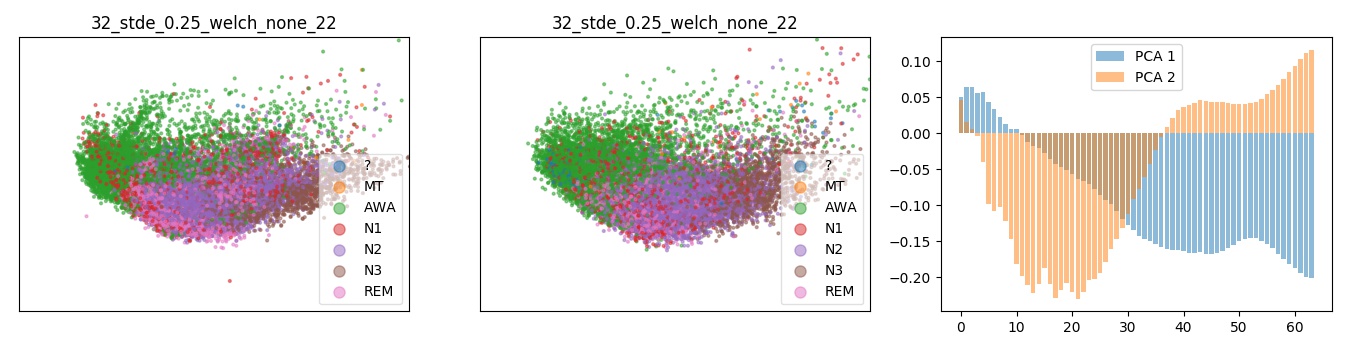 32_stde_0.25_welch_none_22
?
MT
AWA
N1
N2
N3
REM
32_stde_0.25_welch_none_22
?
MT
AWA
N1
N2
N3
REM
PCA 1
PCA 2
0.10
0.05
0.00
−0.05
−0.10
−0.15
−0.20
0 10 20 30 40 50 60